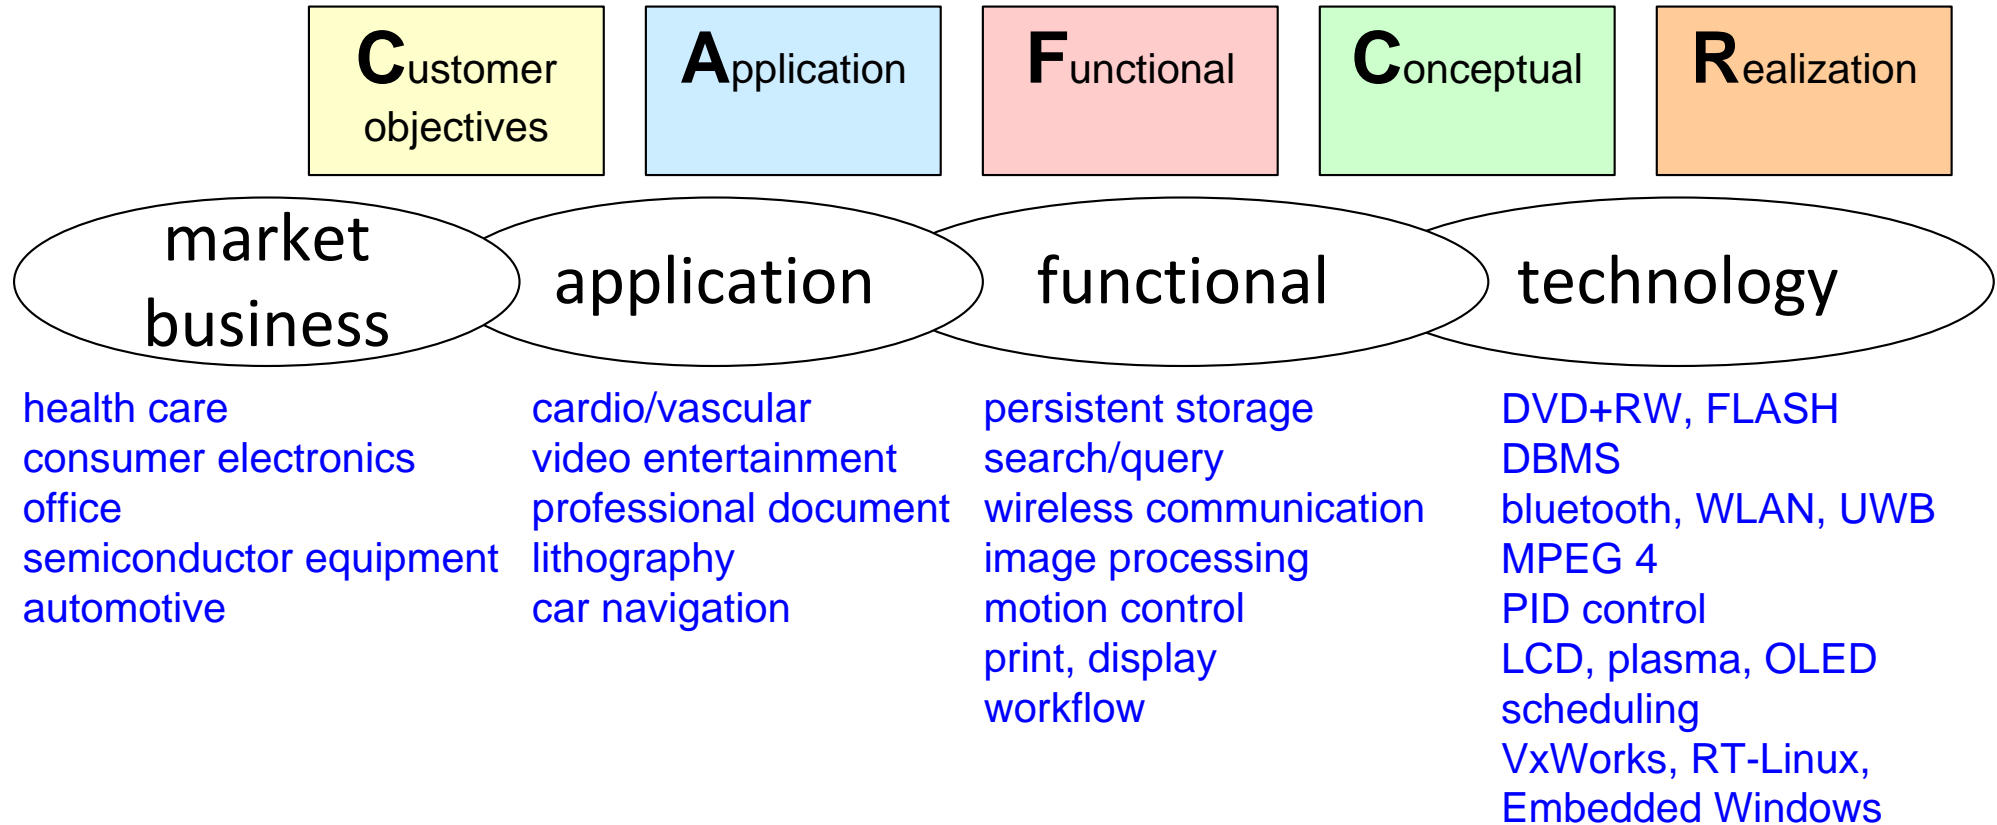 Customer
objectives
Application
Functional
Conceptual
Realization
market
business
application
functional
technology
health care
consumer electronics
office
semiconductor equipment
automotive
cardio/vascular
video entertainment
professional document
lithography
car navigation
persistent storage
search/query
wireless communication
image processing
motion control
print, display
workflow
DVD+RW, FLASH
DBMS
bluetooth, WLAN, UWB
MPEG 4
PID control
LCD, plasma, OLED
scheduling
VxWorks, RT-Linux,
Embedded Windows